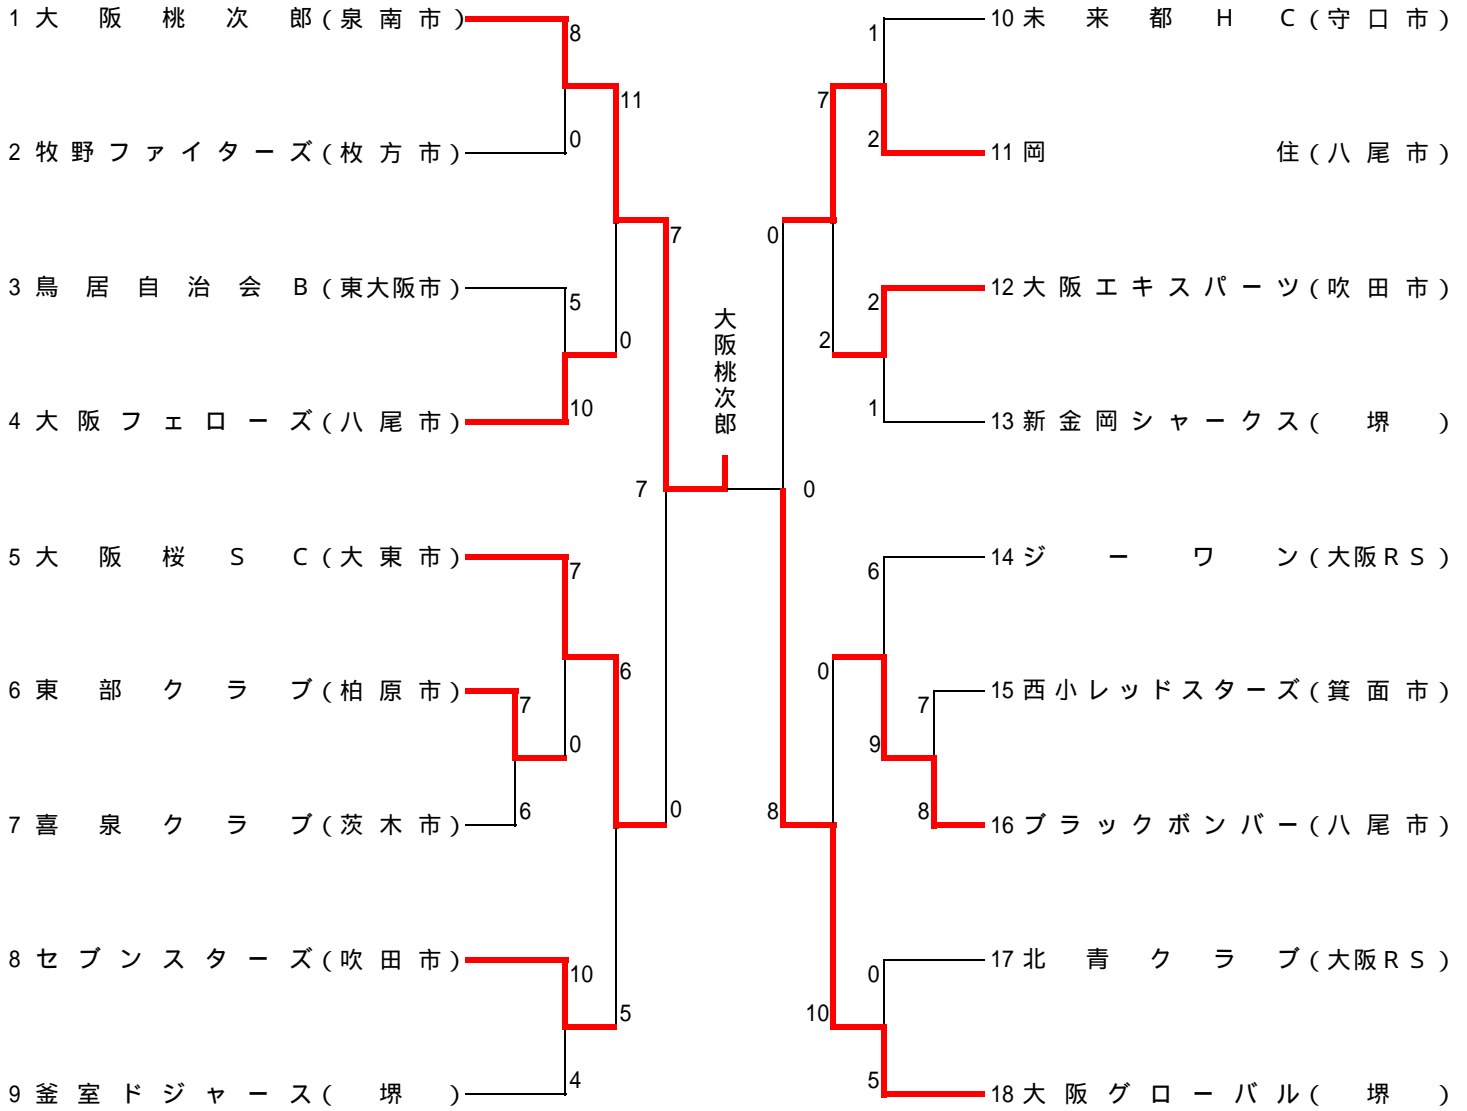 1 大阪桃次郎(泉南市)
8
11
0
2 牧野ファイターズ(枚方市)
7
3 鳥居自治会B(東大阪市)
5
0
10
4 大阪フェローズ(八尾市)
7
5 大阪桜SC(大東市)
7
6
6 東部クラブ(柏原市)
7
0
6
7 喜泉クラブ(茨木市)
0
8 セブンスターズ(吹田市)
10
5
4
9 釜室ドジャース(堺)
大阪桃次郎
10 未来都HC(守口市)
1
7
2
11 岡住(八尾市)
0
12 大阪エキスパーツ(吹田市)
2
2
1
13 新金岡シャークス(堺)
0
14 ジーワン(大阪RS)
6
0
15 西小レッドスターズ(箕面市)
7
9
8
16 ブラックボンバー(八尾市)
8
17 北青クラブ(大阪RS)
0
10
5
18 大阪グローバル(堺)